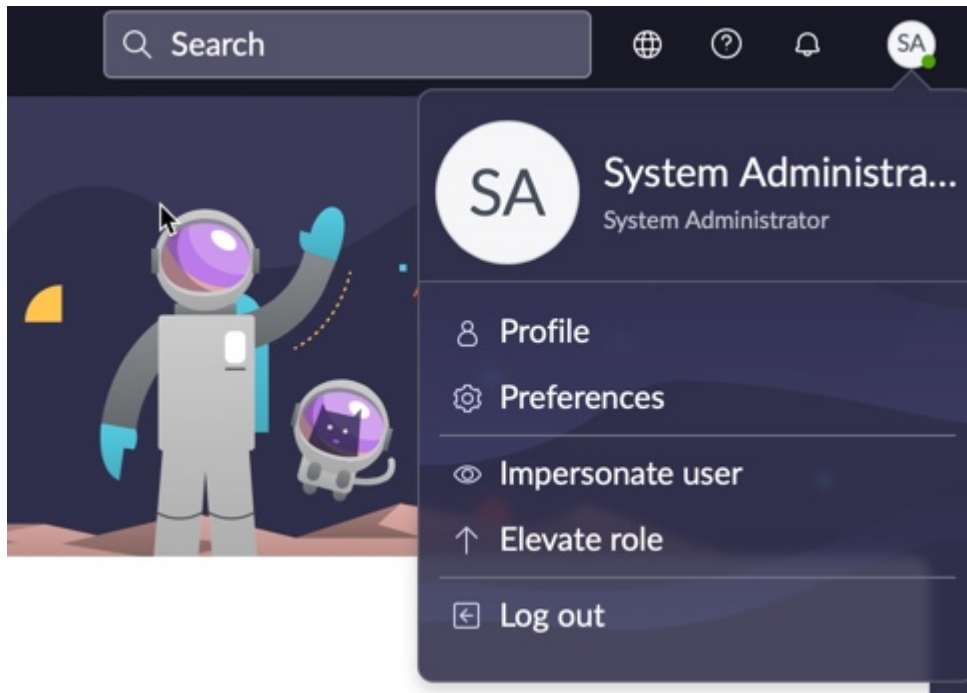 Search
SA
SA
System Administra...
System Administrator
Profile
Preferences
Impersonate user
Elevate role
Log out